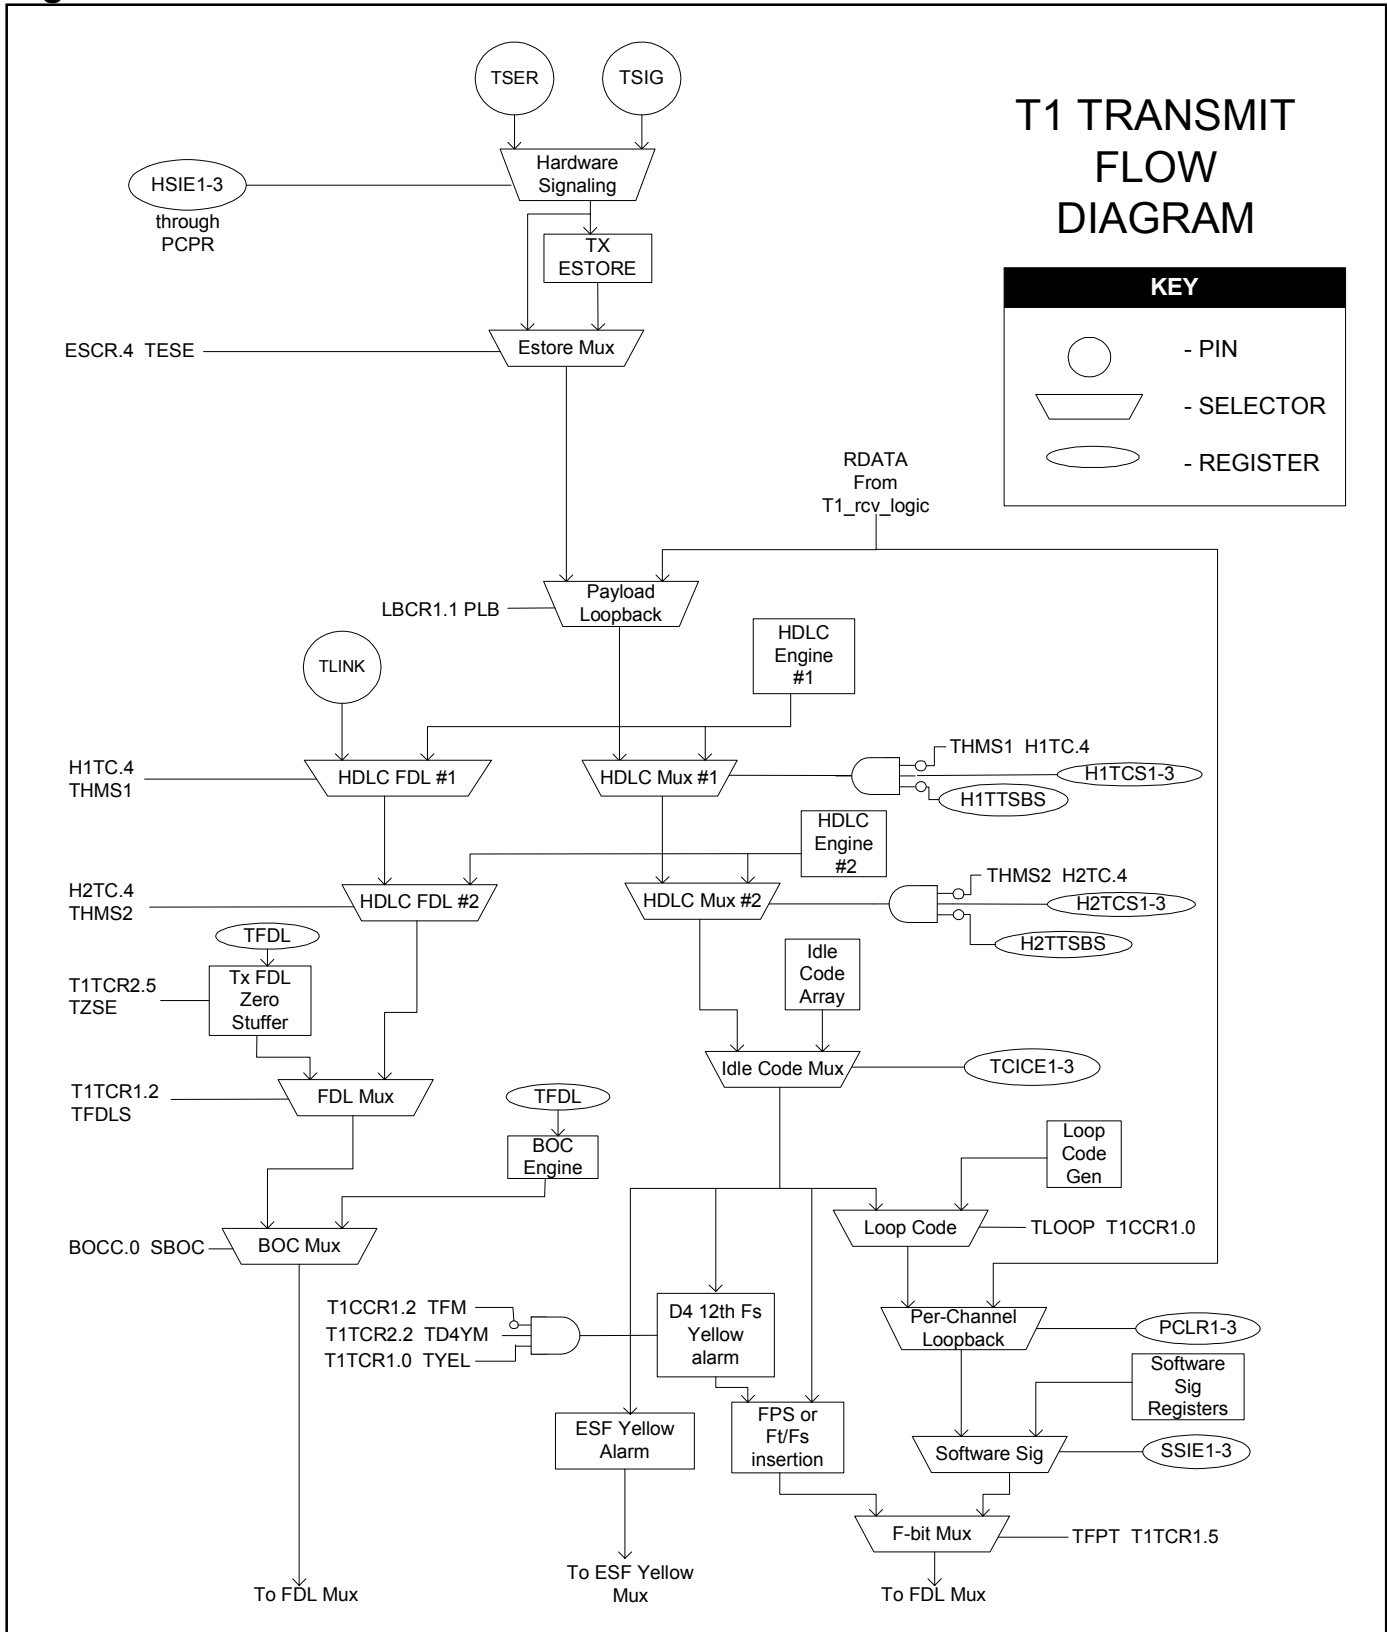 TSER
TSIG
T1 TRANSMIT
FLOW
DIAGRAM
Hardware
Signaling
HSIE1-3
through
PCPR
TX
ESTORE
KEY
- PIN
- SELECTOR
- REGISTER
ESCR.4 TESE
Estore Mux
RDATA
From
T1_rcv_logic
LBCR1.1 PLB
Payload
Loopback
HDLC
Engine
#1
TLINK
H1TC.4
THMS1
HDLC FDL #1
HDLC Mux #1
THMS1 H1TC.4
H1TCS1-3
H1TTSBS
HDLC
Engine
#2
H2TC.4
THMS2
HDLC FDL #2
HDLC Mux #2
THMS2 H2TC.4
H2TCS1-3
H2TTSBS
TFDL
T1TCR2.5
TZSE
Tx FDL
Zero
Stuffer
Idle
Code
Array
Idle Code Mux
TCICE1-3
T1TCR1.2
TFDLS
FDL Mux
TFDL
BOC
Engine
Loop
Code
Gen
BOCC.0 SBOC
BOC Mux
Loop Code
TLOOP T1CCR1.0
T1CCR1.2 TFM
T1TCR2.2 TD4YM
T1TCR1.0 TYEL
D4 12th Fs
Yellow
alarm
Per-Channel
Loopback
PCLR1-3
Software
Sig
Registers
ESF Yellow
Alarm
FPS or
Ft/Fs
insertion
Software Sig
SSIE1-3
F-bit Mux
TFPT T1TCR1.5
To FDL Mux
To ESF Yellow
Mux
To FDL Mux